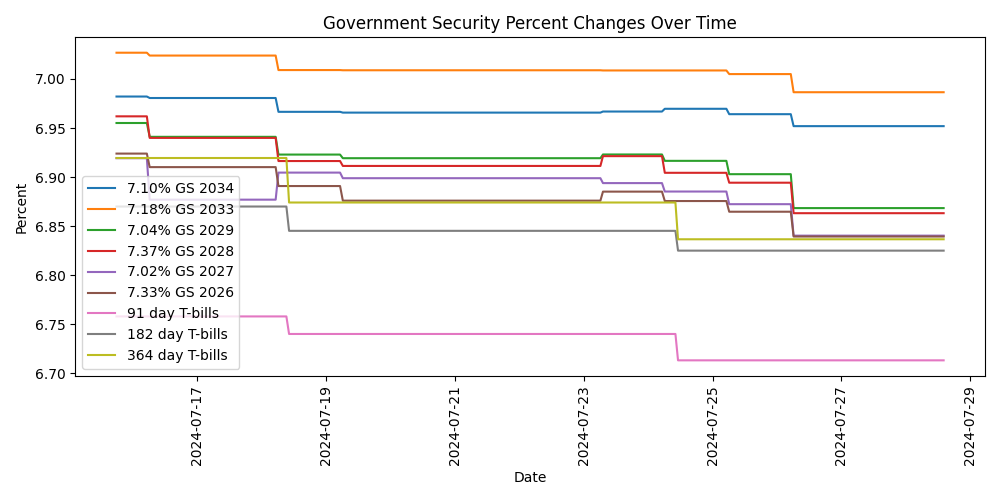 Government Security Percent Changes Over Time
Percent
7.00
6.95
6.90
6.85
6.80
6.75
6.70
7.10% GS 2034
7.18% GS 2033
7.04% GS 2029
7.37% GS 2028
7.02% GS 2027
7.33% GS 2026
91 day T-bills
182 day T-bills
364 day T-bills
2024-07-17
2024-07-19
2024-07-21
2024-07-23
2024-07-25
2024-07-27
2024-07-29
Date